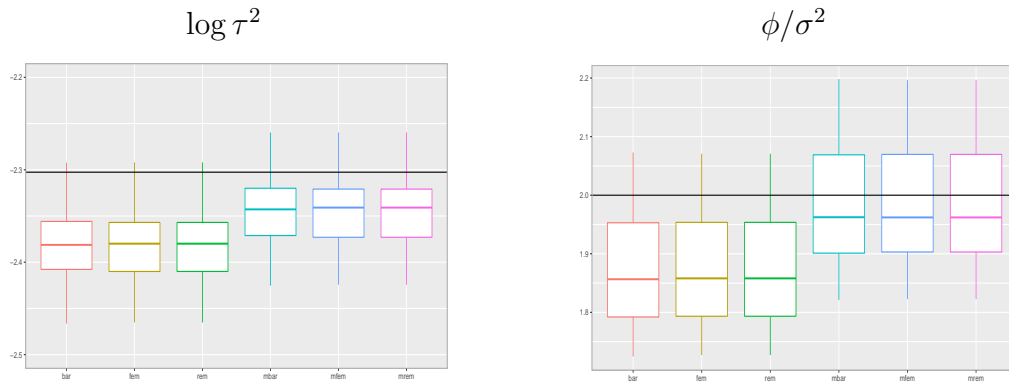 log τ²
ϕ/σ²
−2.2
−2.3
−2.4
−2.5
bar fem rem mbar mfem mrem
2.2
2.1
2.0
1.9
1.8
bar fem rem mbar mfem mrem